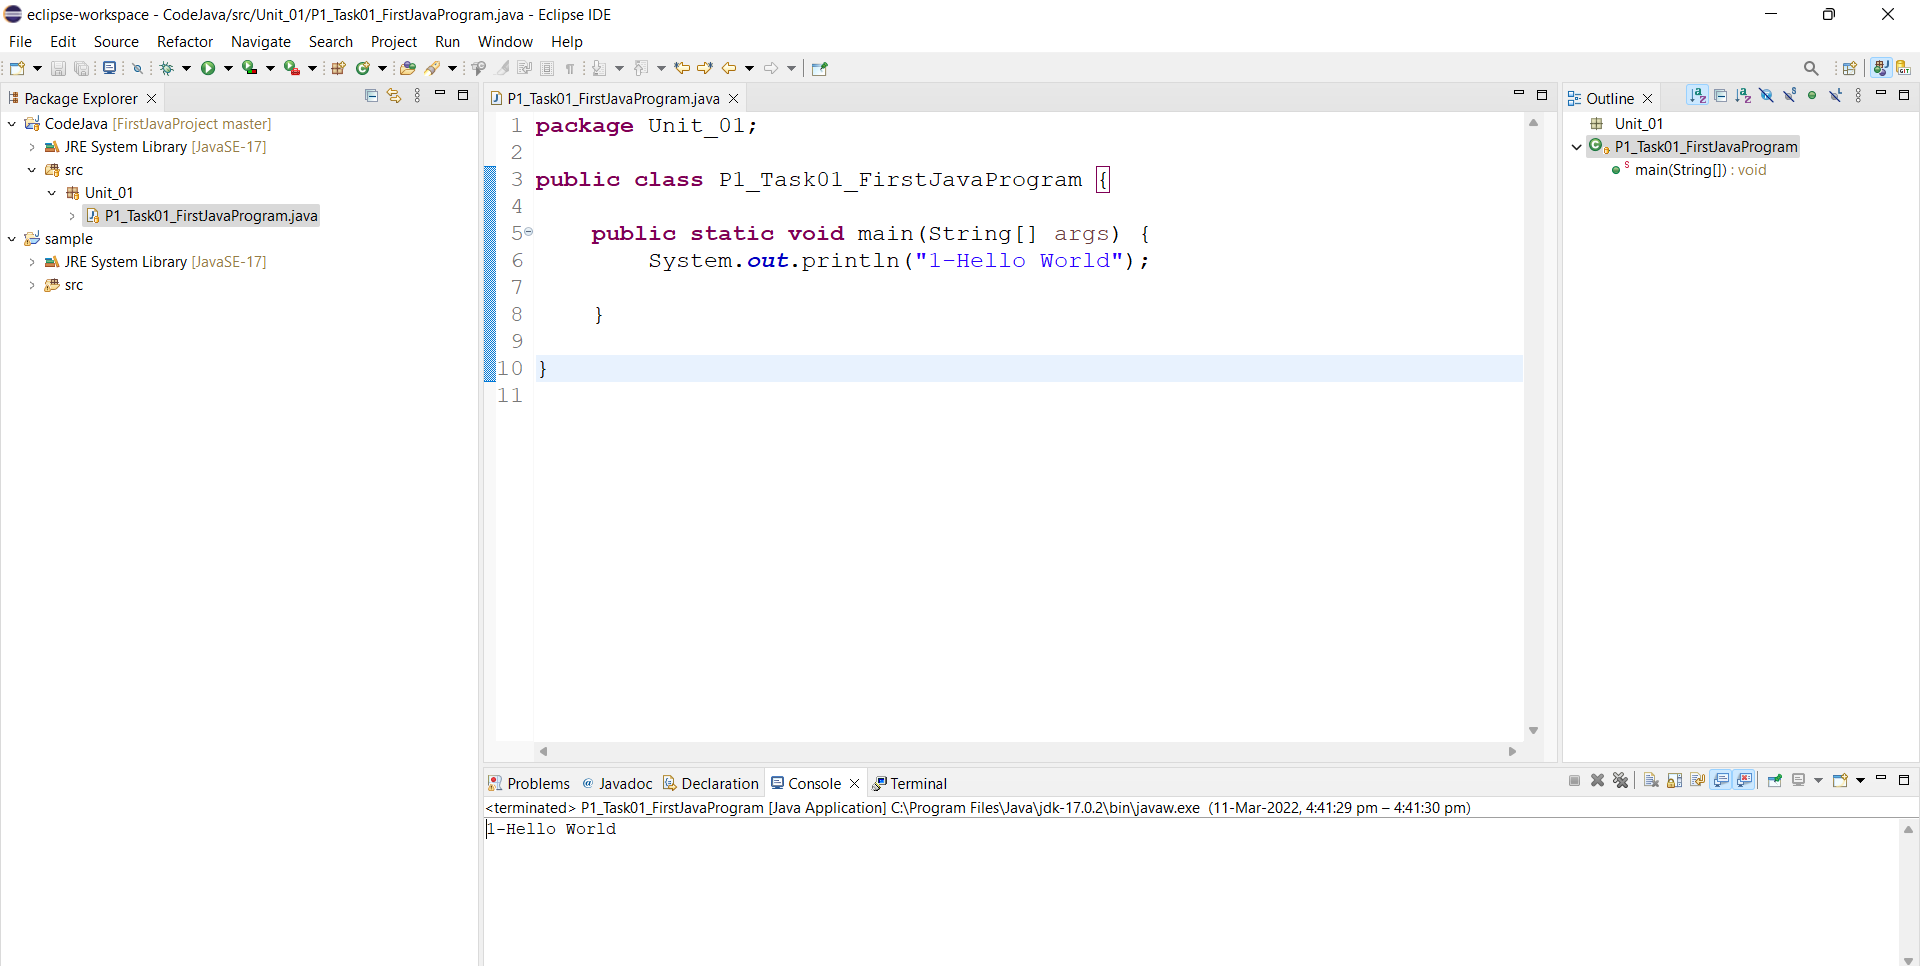 eclipse-workspace - CodeJava/src/Unit_01/P1_Task01_FirstJavaProgram.java - Eclipse IDE
File Edit Source Refactor Navigate Search Project Run Window Help
Package Explorer
CodeJava [FirstJavaProject master]
JRE System Library [JavaSE-17]
src
Unit_01
P1_Task01_FirstJavaProgram.java
sample
JRE System Library [JavaSE-17]
src
P1_Task01_FirstJavaProgram.java
1 package Unit_01;
2
3 public class P1_Task01_FirstJavaProgram {
4
5 public static void main(String[] args) {
6 System.out.println("1-Hello World");
7
8 }
9
10 }
11
Outline
Unit_01
P1_Task01_FirstJavaProgram
main(String[]) : void
Problems Javadoc Declaration Console Terminal
<terminated> P1_Task01_FirstJavaProgram [Java Application] C:\Program Files\Java\jdk-17.0.2\bin\javaw.exe (11-Mar-2022, 4:41:29 pm – 4:41:30 pm)
1-Hello World